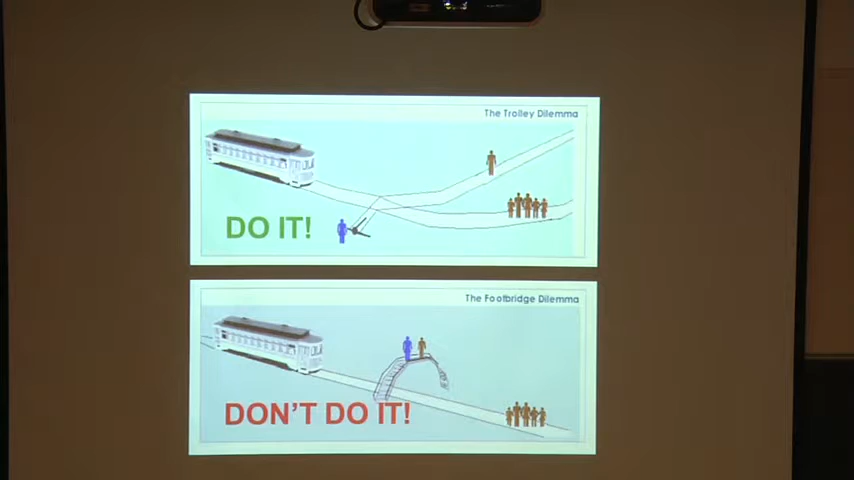 The Trolley Dilemma
DO IT!
The Footbridge Dilemma
DON'T DO IT!